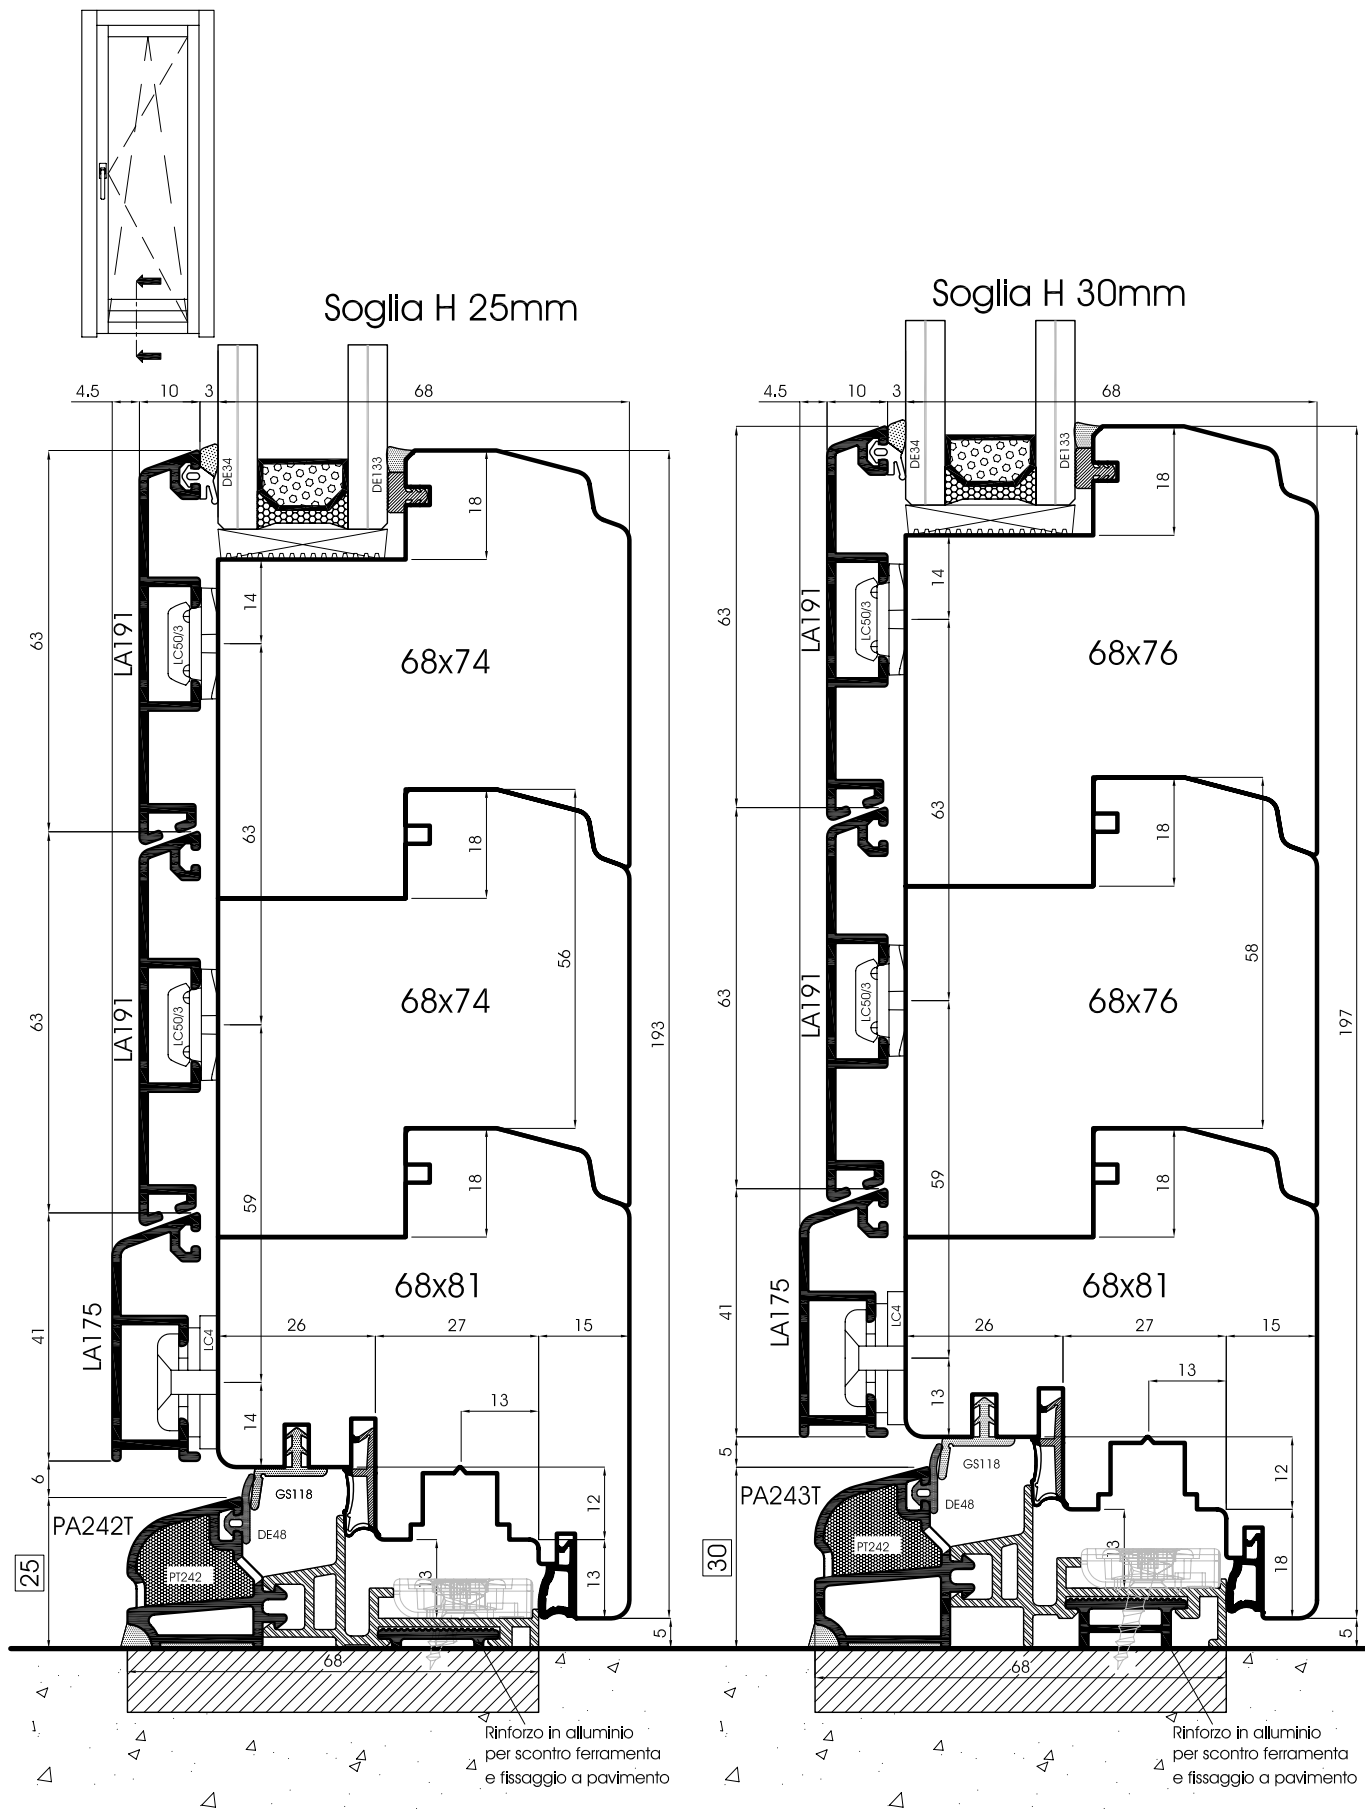 Soglia H 25mm
4.5 10 3 68
DE34
DE133
18
14
63
LA191
LC50/3
68x74
63
18
56
63
LA191
LC50/3
68x74
193
59
18
68x81
41
LA175
LC4
26 27 15
13
14
6
GS118
12
PA242T
DE48
25
PT242
13
5
68
Rinforzo in alluminio
per scontro ferramenta
e fissaggio a pavimento
Soglia H 30mm
4.5 10 3 68
DE34
DE133
18
14
63
LA191
LC50/3
68x76
63
18
58
63
LA191
LC50/3
68x76
197
59
18
68x81
41
LA175
LC4
26 27 15
13
13
5
GS118
12
PA243T
DE48
30
PT242
18
5
68
Rinforzo in alluminio
per scontro ferramenta
e fissaggio a pavimento